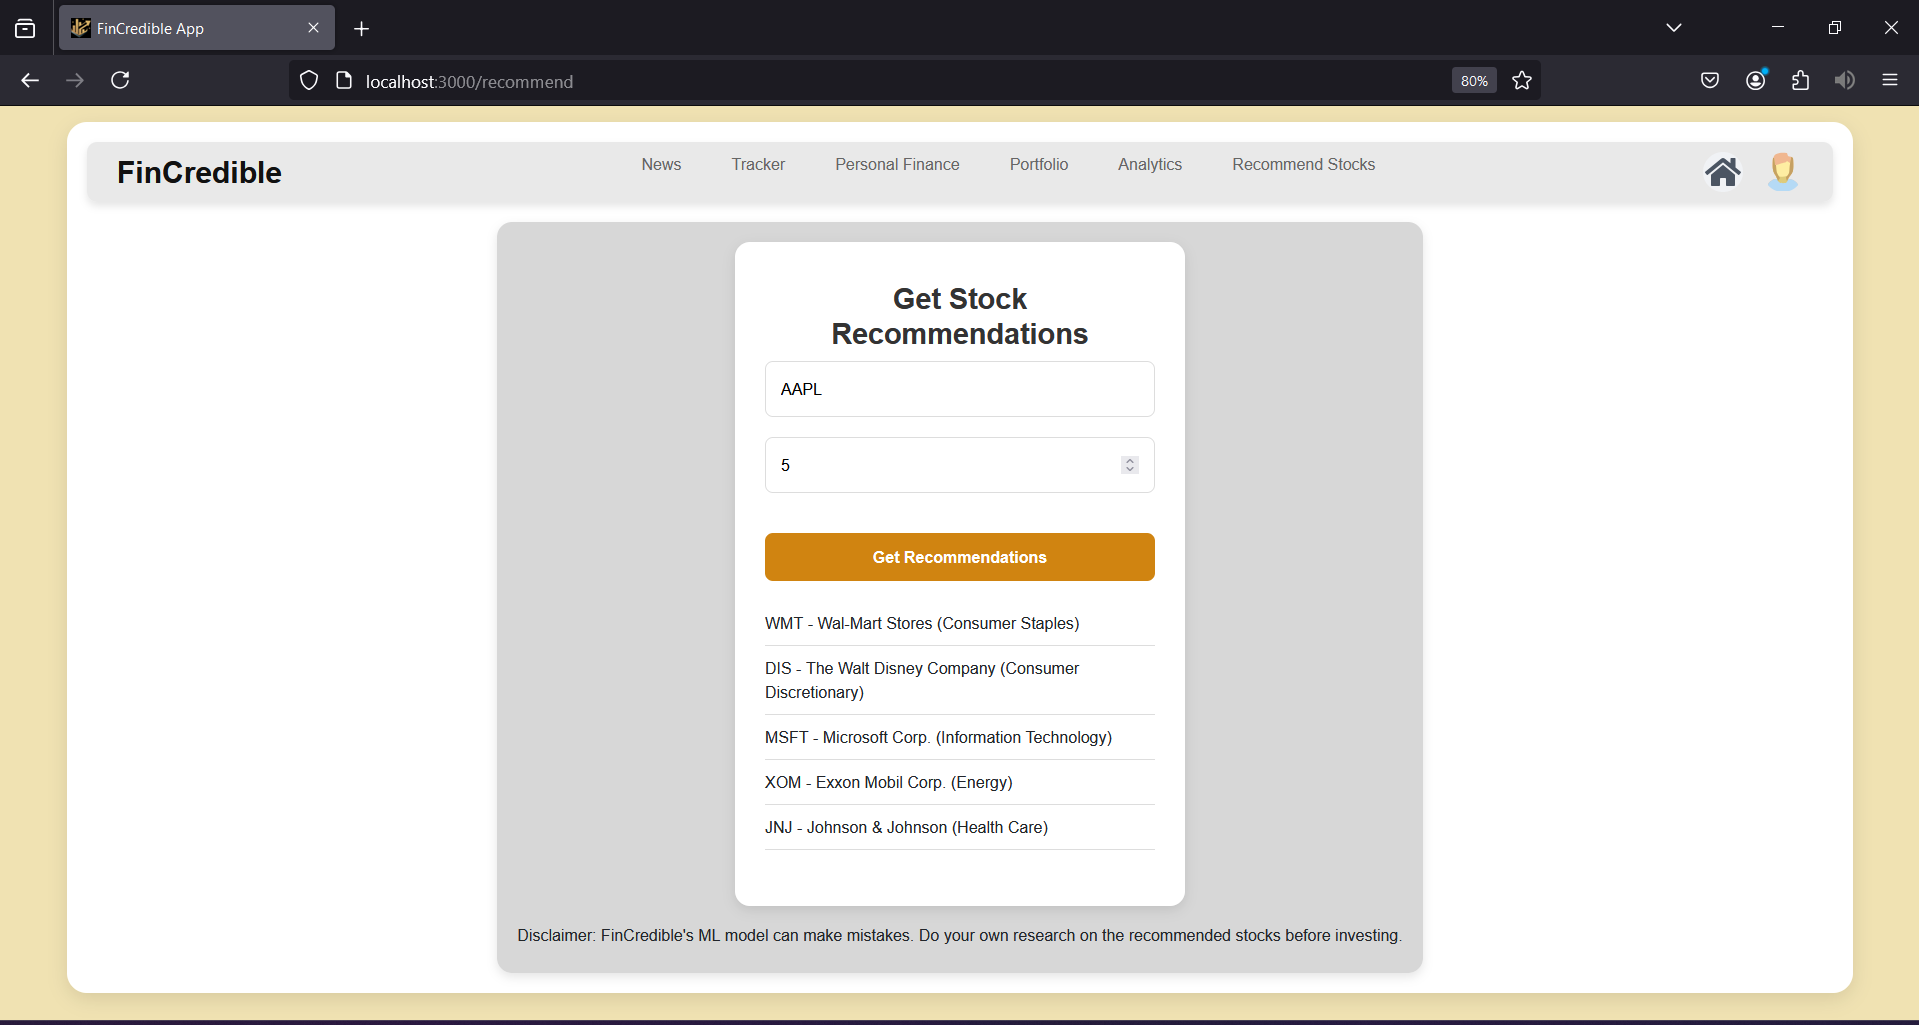 FinCredible App
localhost:3000/recommend
80%
FinCredible
News
Tracker
Personal Finance
Portfolio
Analytics
Recommend Stocks
Get Stock
Recommendations
AAPL
5
Get Recommendations
WMT - Wal-Mart Stores (Consumer Staples)
DIS - The Walt Disney Company (Consumer
Discretionary)
MSFT - Microsoft Corp. (Information Technology)
XOM - Exxon Mobil Corp. (Energy)
JNJ - Johnson & Johnson (Health Care)
Disclaimer: FinCredible's ML model can make mistakes. Do your own research on the recommended stocks before investing.